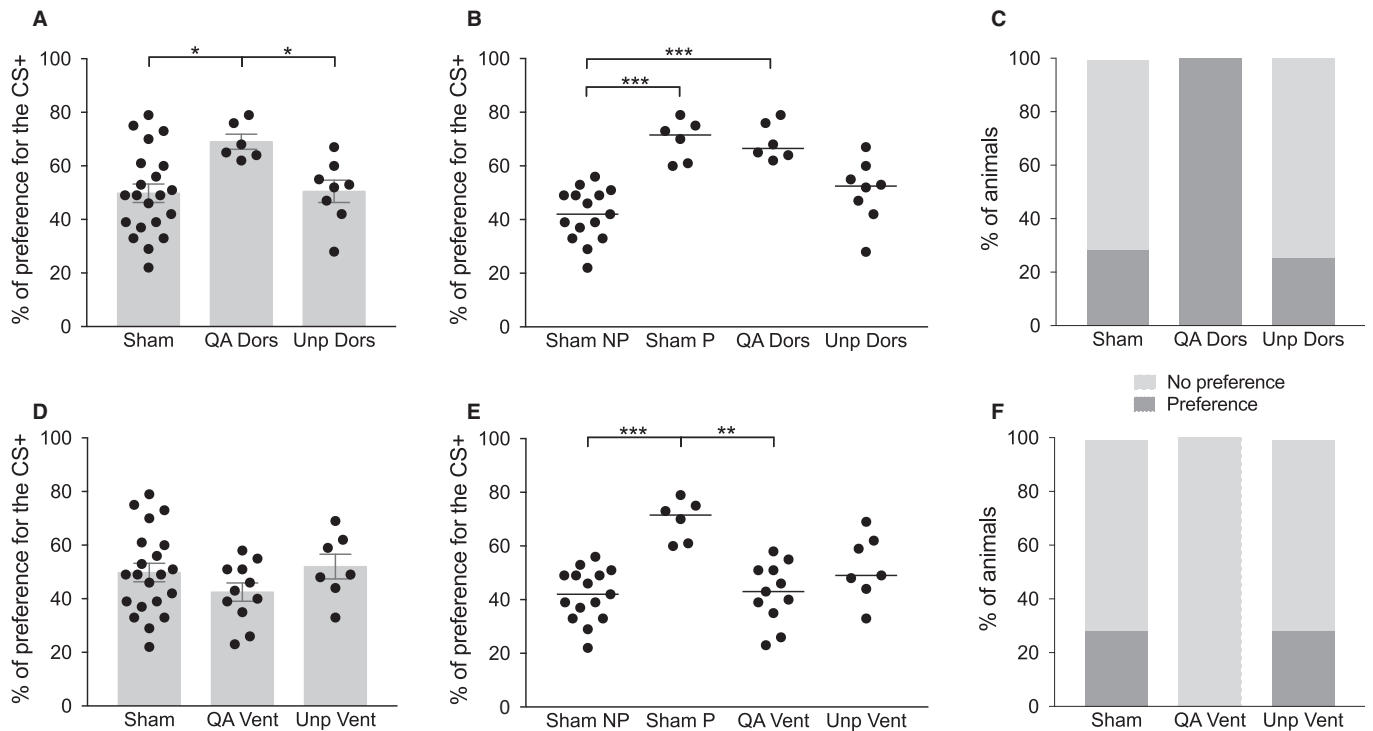 A
% of preference for the CS+
100
80
60
40
20
0
* *
Sham QA Dors Unp Dors
B
% of preference for the CS+
100
80
60
40
20
0
***
***
Sham NP Sham P QA Dors Unp Dors
C
% of animals
100
80
60
40
20
0
Sham QA Dors Unp Dors
No preference
Preference
D
% of preference for the CS+
100
80
60
40
20
0
Sham QA Vent Unp Vent
E
% of preference for the CS+
100
80
60
40
20
0
*** **
Sham NP Sham P QA Vent Unp Vent
F
% of animals
100
80
60
40
20
0
Sham QA Vent Unp Vent